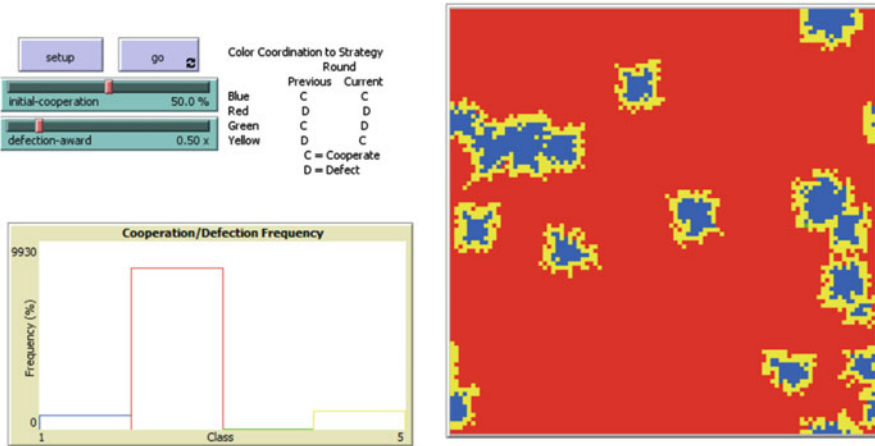 setup
go
initial-cooperation 50.0 %
defection-award 0.50 x
Color Coordination to Strategy
Round
Previous Current
Blue C C
Red D D
Green C D
Yellow D C
C = Cooperate
D = Defect
Cooperation/Defection Frequency
9930
Frequency (%)
0
1 Class 5